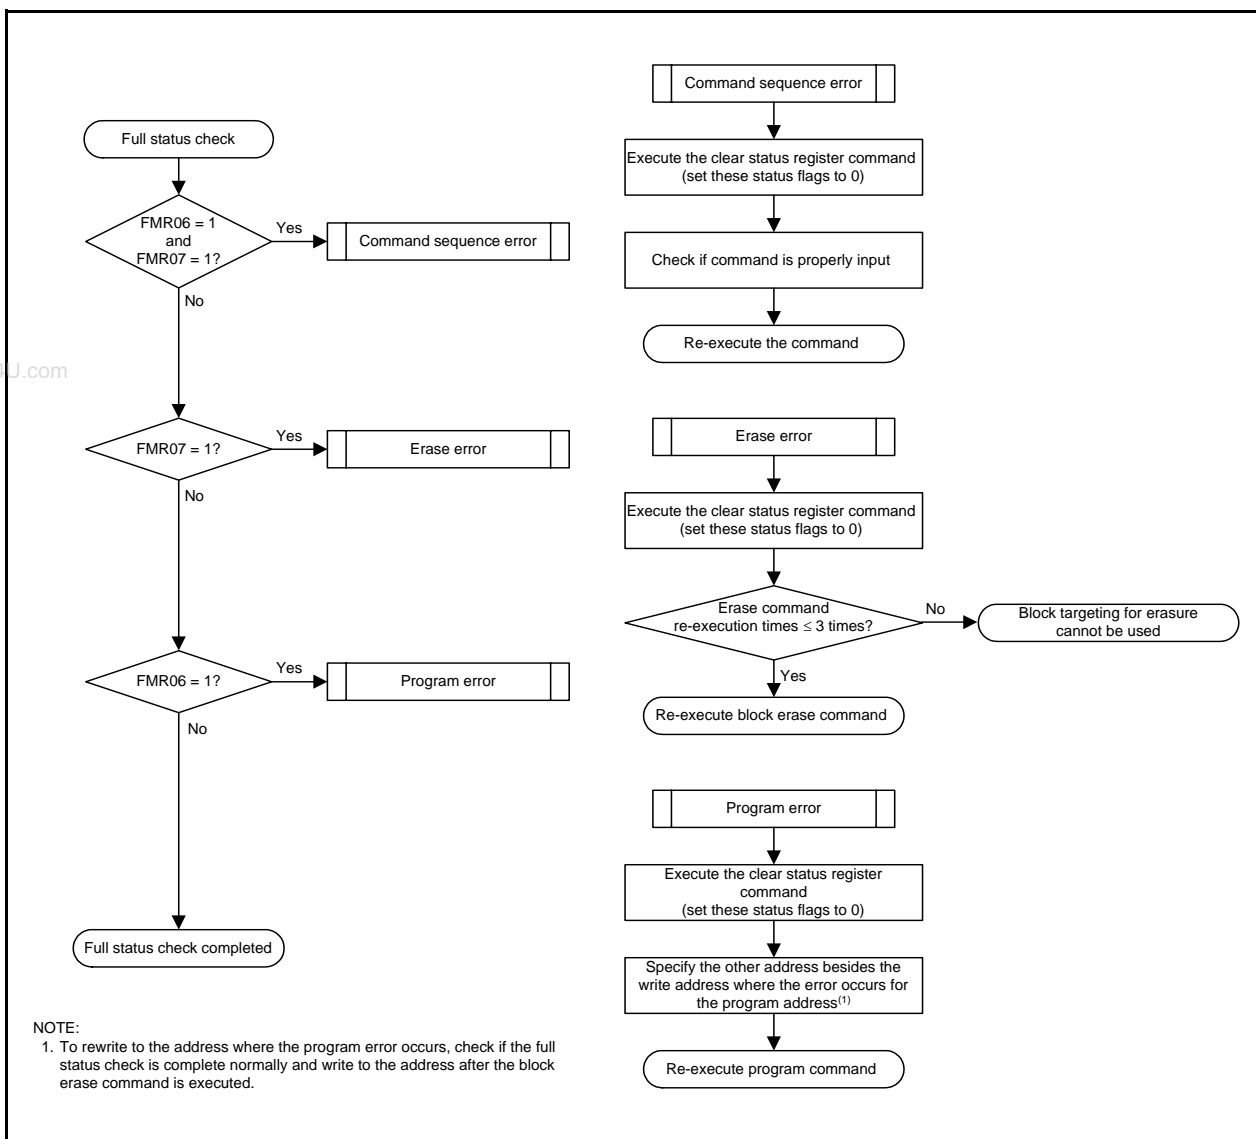 Full status check
FMR06 = 1
and
FMR07 = 1?
Yes
Command sequence error
No
4U.com
FMR07 = 1?
Yes
Erase error
No
FMR06 = 1?
Yes
Program error
No
Full status check completed
NOTE:
1. To rewrite to the address where the program error occurs, check if the full
status check is complete normally and write to the address after the block
erase command is executed.
Command sequence error
Execute the clear status register command
(set these status flags to 0)
Check if command is properly input
Re-execute the command
Erase error
Execute the clear status register command
(set these status flags to 0)
Erase command
re-execution times ≤ 3 times?
No
Block targeting for erasure
cannot be used
Yes
Re-execute block erase command
Program error
Execute the clear status register
command
(set these status flags to 0)
Specify the other address besides the
write address where the error occurs for
the program address(1)
Re-execute program command